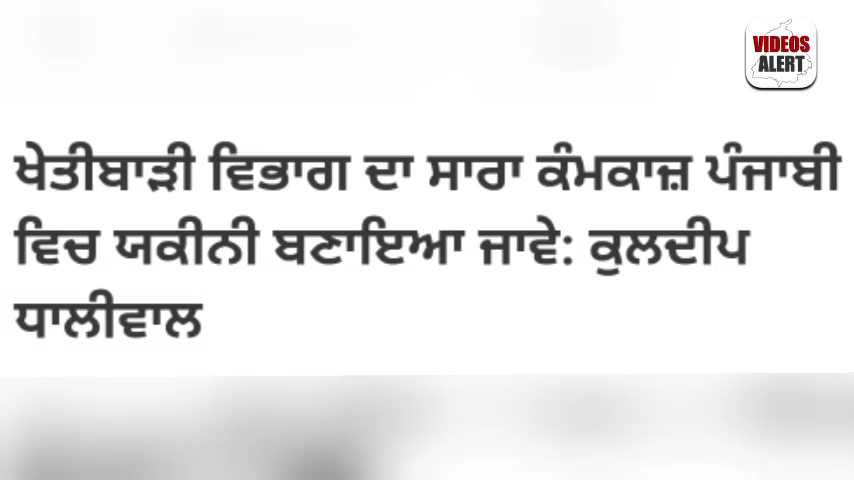 VIDEOS
ALERT
ਖੇਤੀਬਾੜੀ ਵਿਭਾਗ ਦਾ ਸਾਰਾ ਕੰਮਕਾਜ਼ ਪੰਜਾਬੀ
ਵਿਚ ਯਕੀਨੀ ਬਣਾਇਆ ਜਾਵੇ: ਕੁਲਦੀਪ
ਧਾਲੀਵਾਲ